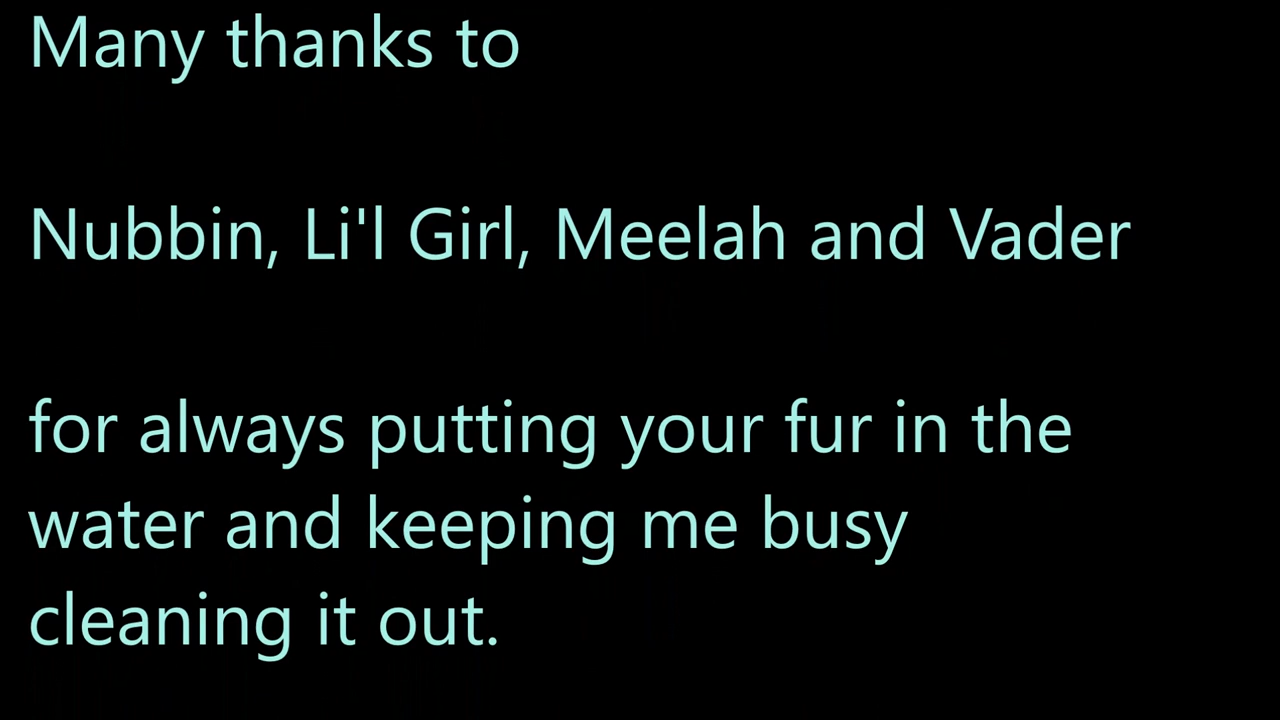 Many thanks to
Nubbin, Li'l Girl, Meelah and Vader
for always putting your fur in the
water and keeping me busy
cleaning it out.